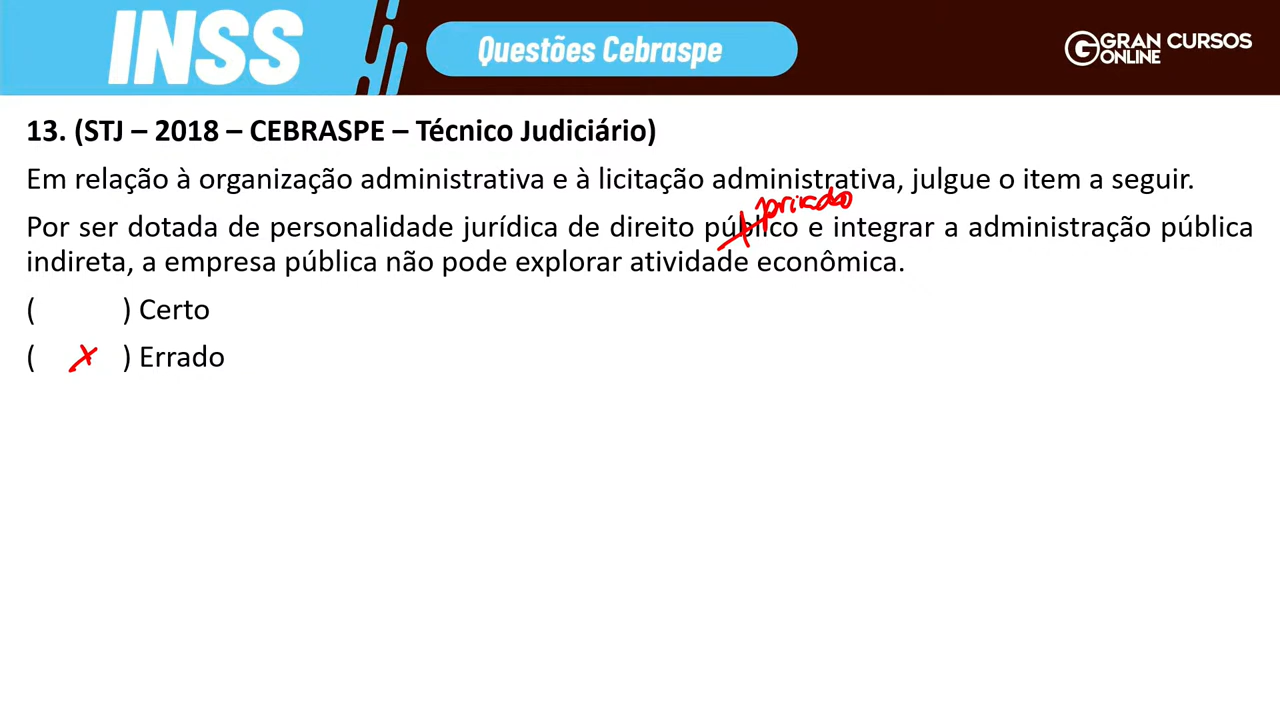 INSS
Questões Cebraspe
GRAN CURSOS
ONLINE
13. (STJ – 2018 – CEBRASPE – Técnico Judiciário)
Em relação à organização administrativa e à licitação administrativa, julgue o item a seguir.
privado
Por ser dotada de personalidade jurídica de direito público e integrar a administração pública
indireta, a empresa pública não pode explorar atividade econômica.
( ) Certo
( x ) Errado